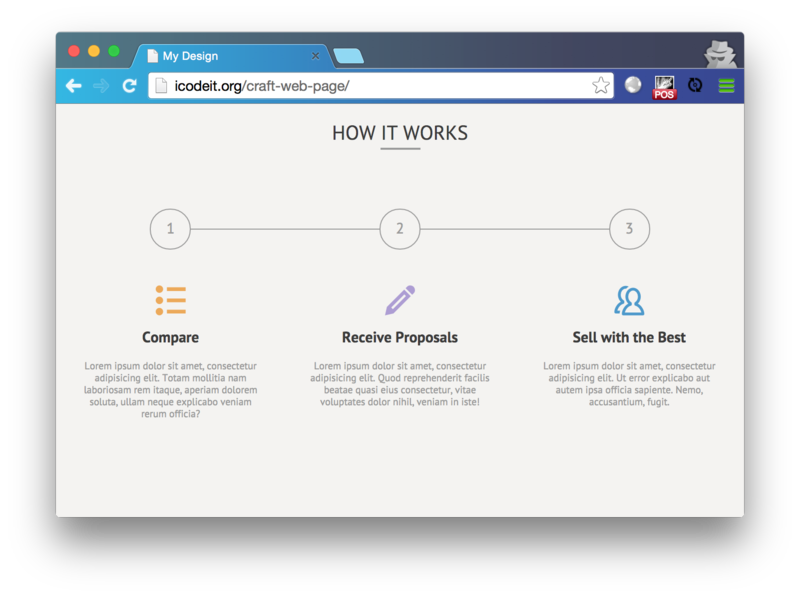 My Design
icodeit.org/craft-web-page/
POS
HOW IT WORKS
1
2
3
Compare
Lorem ipsum dolor sit amet, consectetur
adipisicing elit. Totam mollitia nam
laboriosam rem itaque, aperiam dolorem
soluta, ullam neque explicabo veniam
rerum officia?
Receive Proposals
Lorem ipsum dolor sit amet, consectetur
adipisicing elit. Quod reprehenderit facilis
beatae quasi eius consectetur, vitae
voluptates dolor nihil, veniam in iste!
Sell with the Best
Lorem ipsum dolor sit amet, consectetur
adipisicing elit. Ut error explicabo aut
autem ipsa officia sapiente. Nemo,
accusantium, fugit.